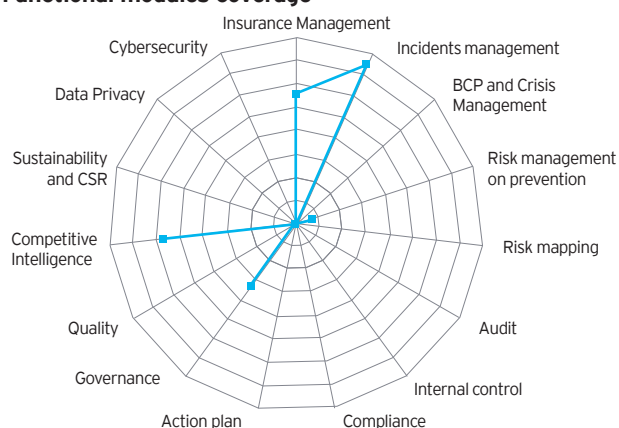 Functional modules coverage
Insurance Management
Cybersecurity
Incidents management
Data Privacy
BCP and Crisis
Management
Sustainability
and CSR
Risk management
on prevention
Competitive
Intelligence
Risk mapping
Quality
Audit
Governance
Internal control
Action plan
Compliance